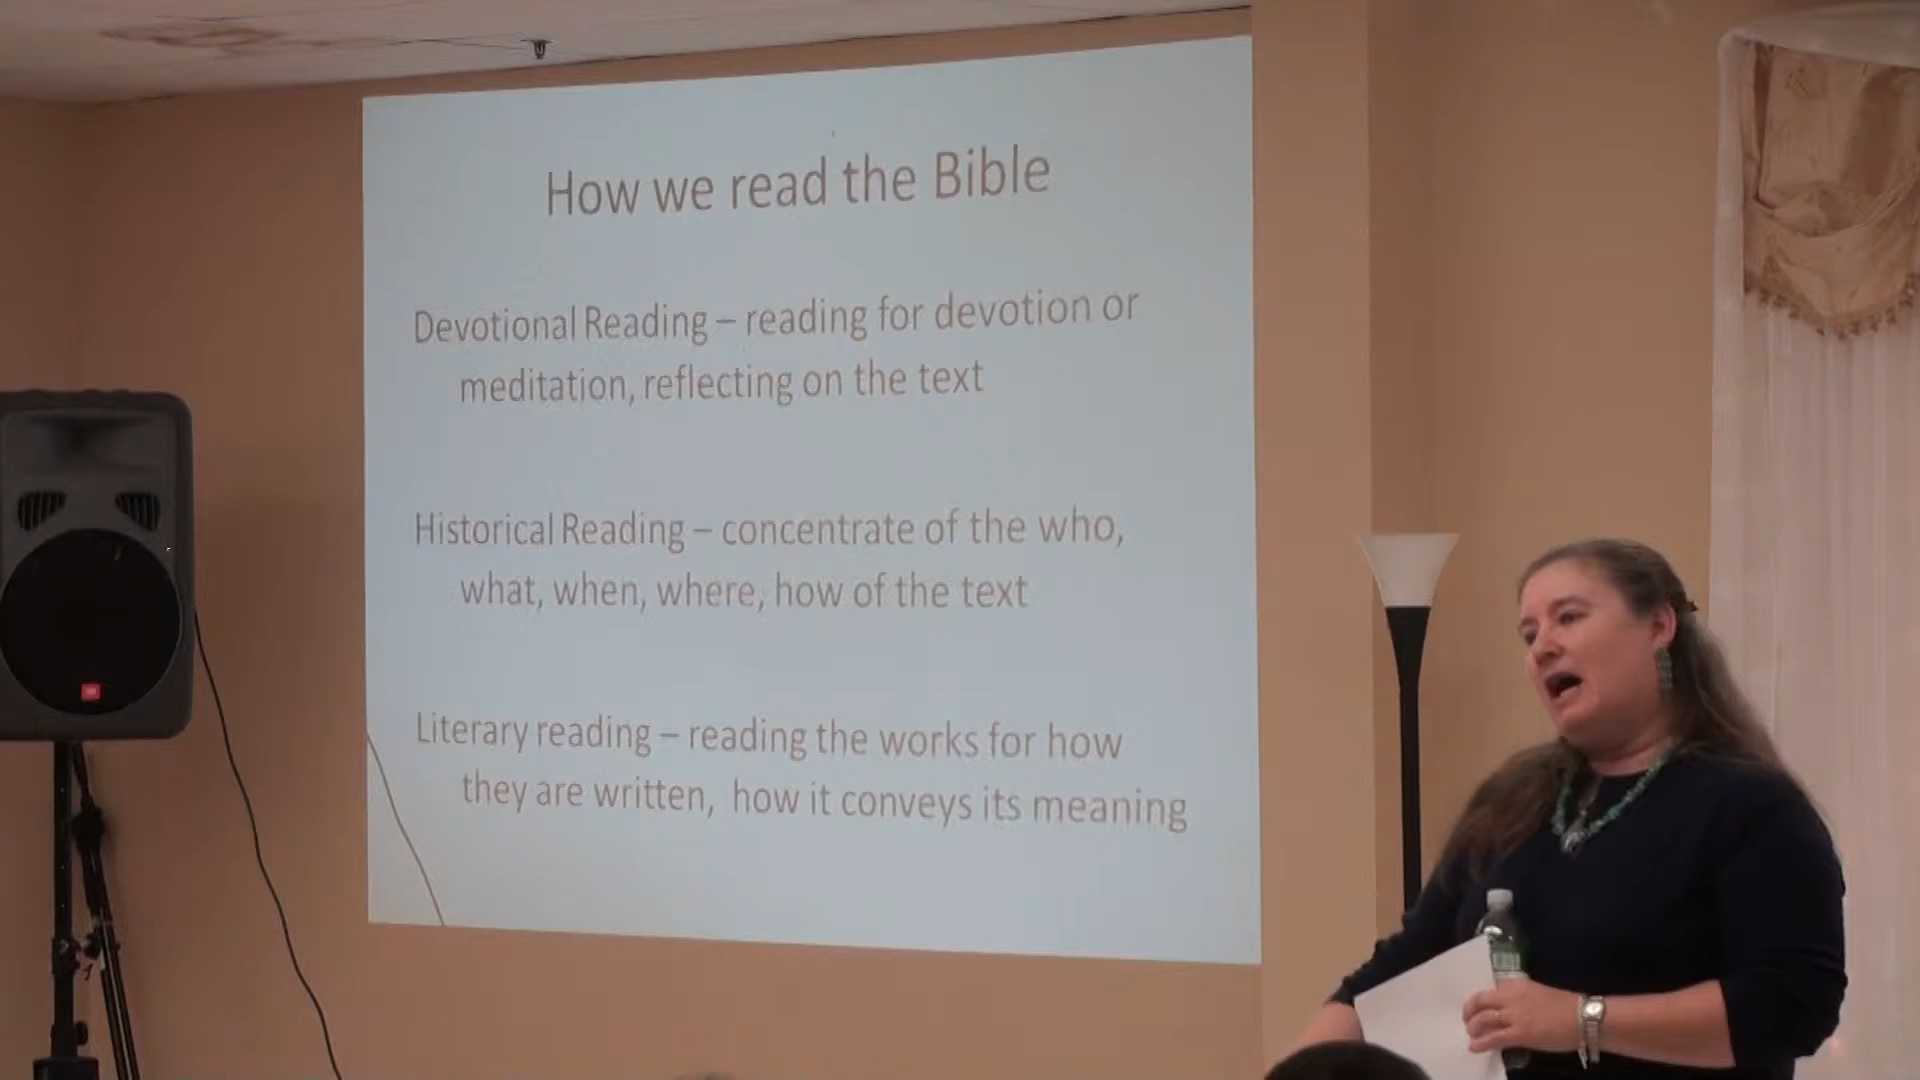 How we read the Bible
Devotional Reading – reading for devotion or
meditation, reflecting on the text
Historical Reading – concentrate of the who,
what, when, where, how of the text
Literary reading – reading the works for how
they are written, how it conveys its meaning